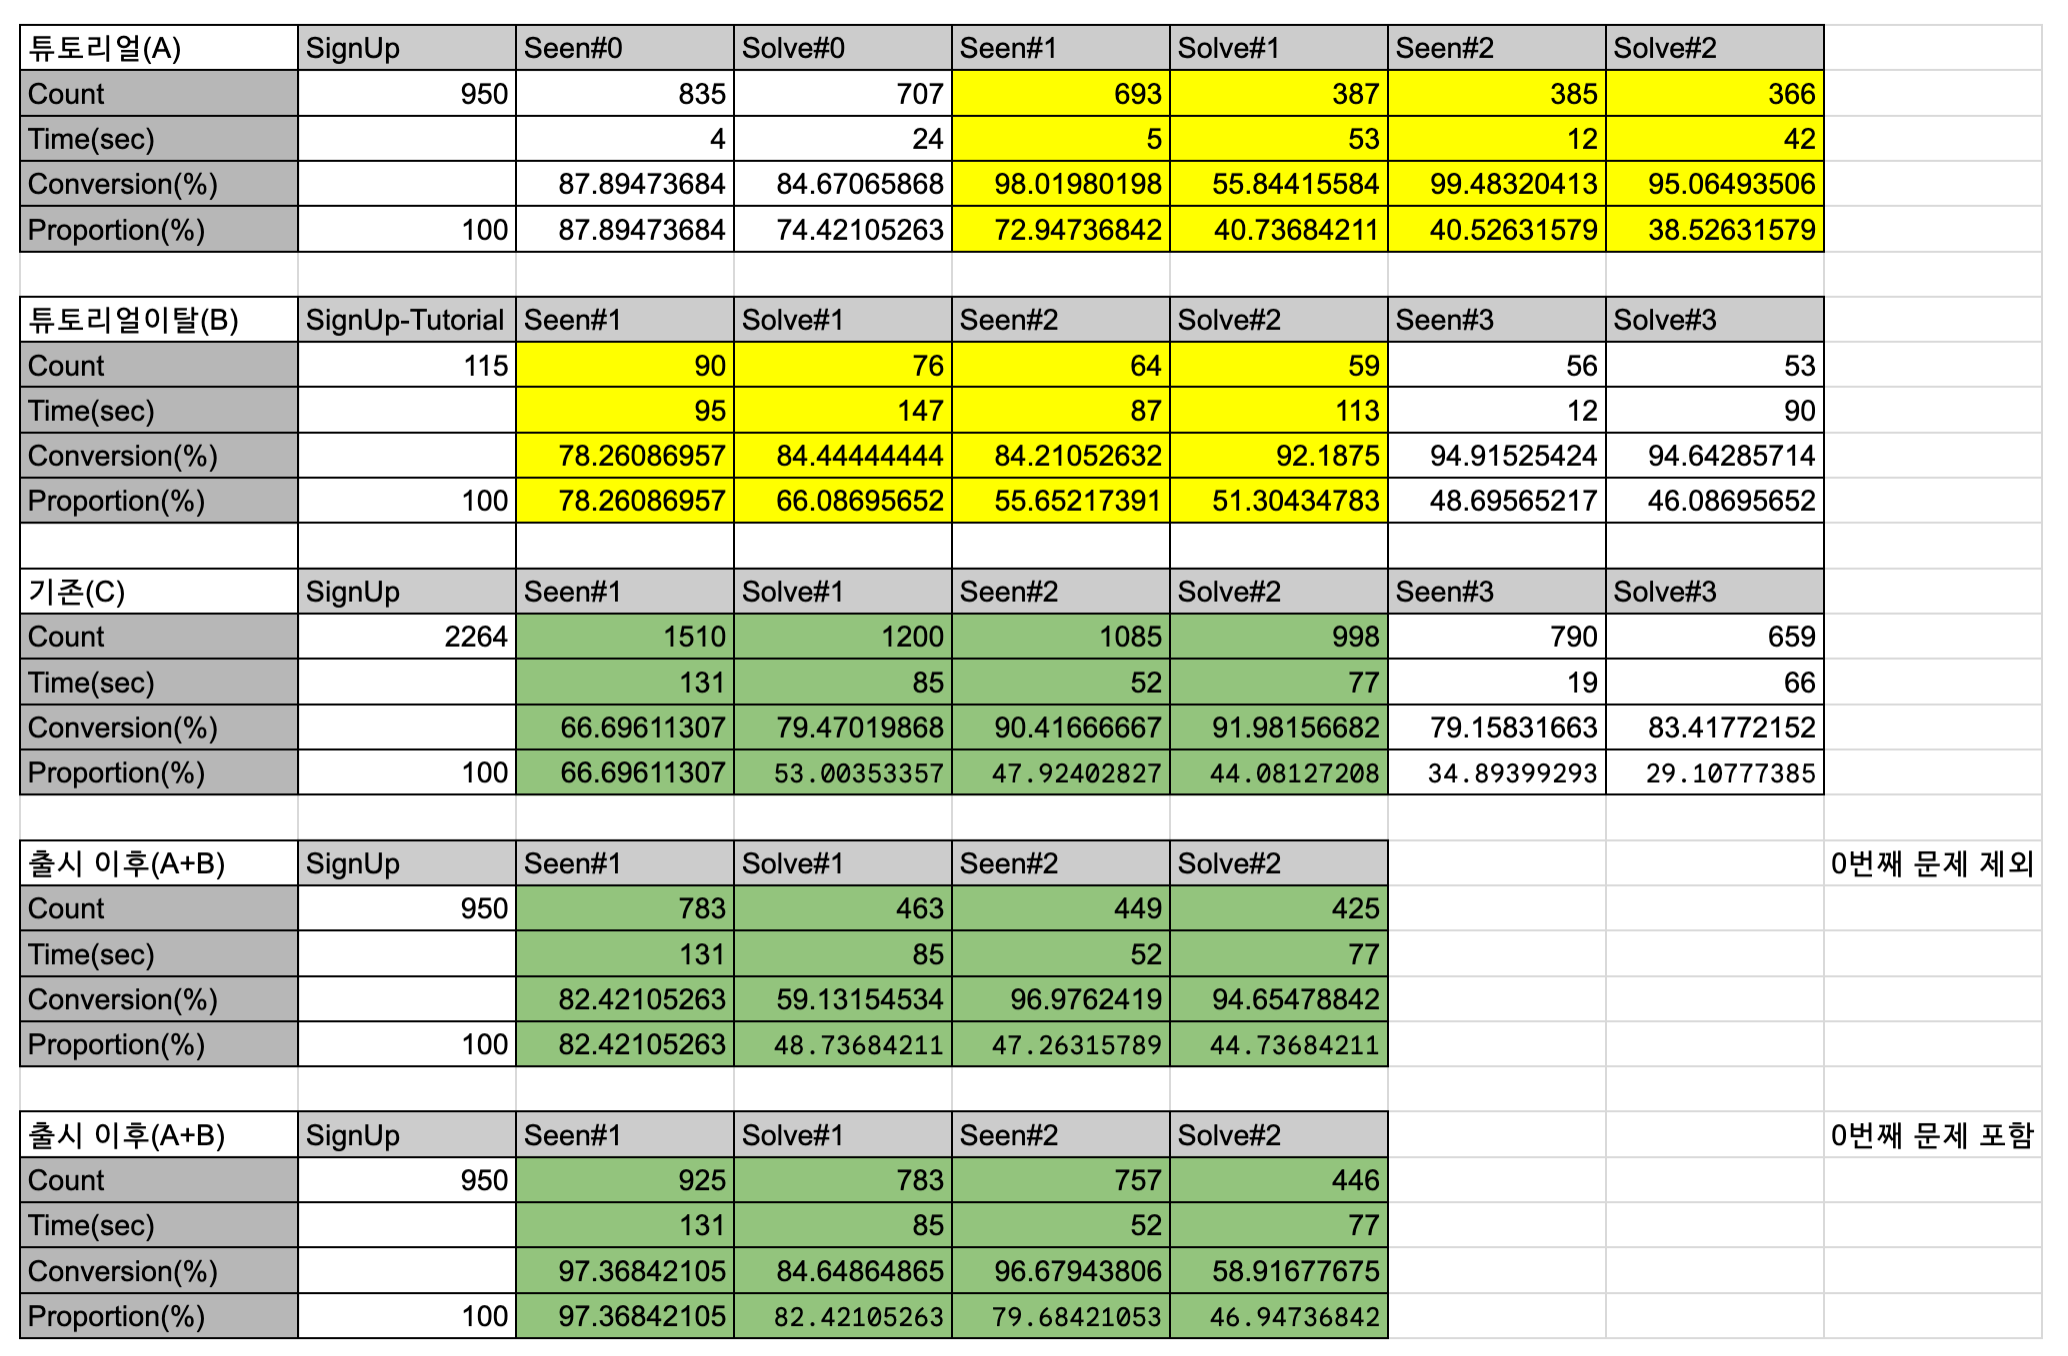 튜토리얼(A) SignUp Seen#0 Solve#0 Seen#1 Solve#1 Seen#2 Solve#2
Count 950 835 707 693 387 385 366
Time(sec) 4 24 5 53 12 42
Conversion(%) 87.89473684 84.67065868 98.01980198 55.84415584 99.48320413 95.06493506
Proportion(%) 100 87.89473684 74.42105263 72.94736842 40.73684211 40.52631579 38.52631579
튜토리얼이탈(B) SignUp-Tutorial Seen#1 Solve#1 Seen#2 Solve#2 Seen#3 Solve#3
Count 115 90 76 64 59 56 53
Time(sec) 95 147 87 113 12 90
Conversion(%) 78.26086957 84.44444444 84.21052632 92.1875 94.91525424 94.64285714
Proportion(%) 100 78.26086957 66.08695652 55.65217391 51.30434783 48.69565217 46.08695652
기존(C) SignUp Seen#1 Solve#1 Seen#2 Solve#2 Seen#3 Solve#3
Count 2264 1510 1200 1085 998 790 659
Time(sec) 131 85 52 77 19 66
Conversion(%) 66.69611307 79.47019868 90.41666667 91.98156682 79.15831663 83.41772152
Proportion(%) 100 66.69611307 53.00353357 47.92402827 44.08127208 34.89399293 29.10777385
출시 이후(A+B) SignUp Seen#1 Solve#1 Seen#2 Solve#2 0번째 문제 제외
Count 950 783 463 449 425
Time(sec) 131 85 52 77
Conversion(%) 82.42105263 59.13154534 96.9762419 94.65478842
Proportion(%) 100 82.42105263 48.73684211 47.26315789 44.73684211
출시 이후(A+B) SignUp Seen#1 Solve#1 Seen#2 Solve#2 0번째 문제 포함
Count 950 925 783 757 446
Time(sec) 131 85 52 77
Conversion(%) 97.36842105 84.64864865 96.67943806 58.91677675
Proportion(%) 100 97.36842105 82.42105263 79.68421053 46.94736842